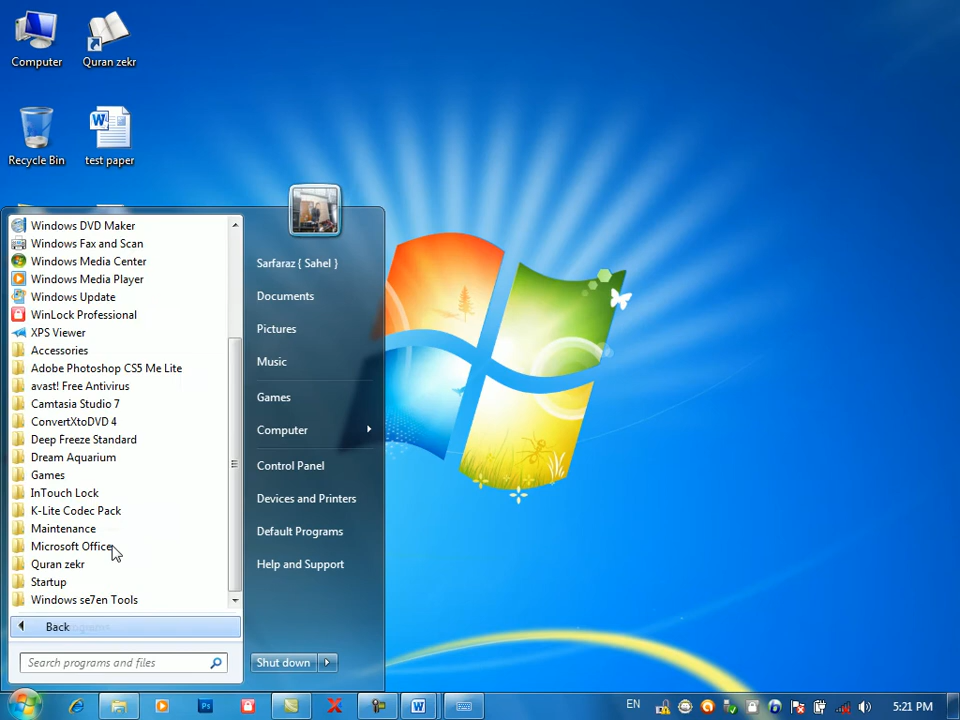 Computer
Quran zekr
Recycle Bin
test paper
Windows DVD Maker
Windows Fax and Scan
Windows Media Center
Windows Media Player
Windows Update
WinLock Professional
XPS Viewer
Accessories
Adobe Photoshop CS5 Me Lite
avast! Free Antivirus
Camtasia Studio 7
ConvertXtoDVD 4
Deep Freeze Standard
Dream Aquarium
Games
InTouch Lock
K-Lite Codec Pack
Maintenance
Microsoft Office
Quran zekr
Startup
Windows se7en Tools
Back
Search programs and files
Sarfaraz { Sahel }
Documents
Pictures
Music
Games
Computer
Control Panel
Devices and Printers
Default Programs
Help and Support
Shut down
EN
5:21 PM